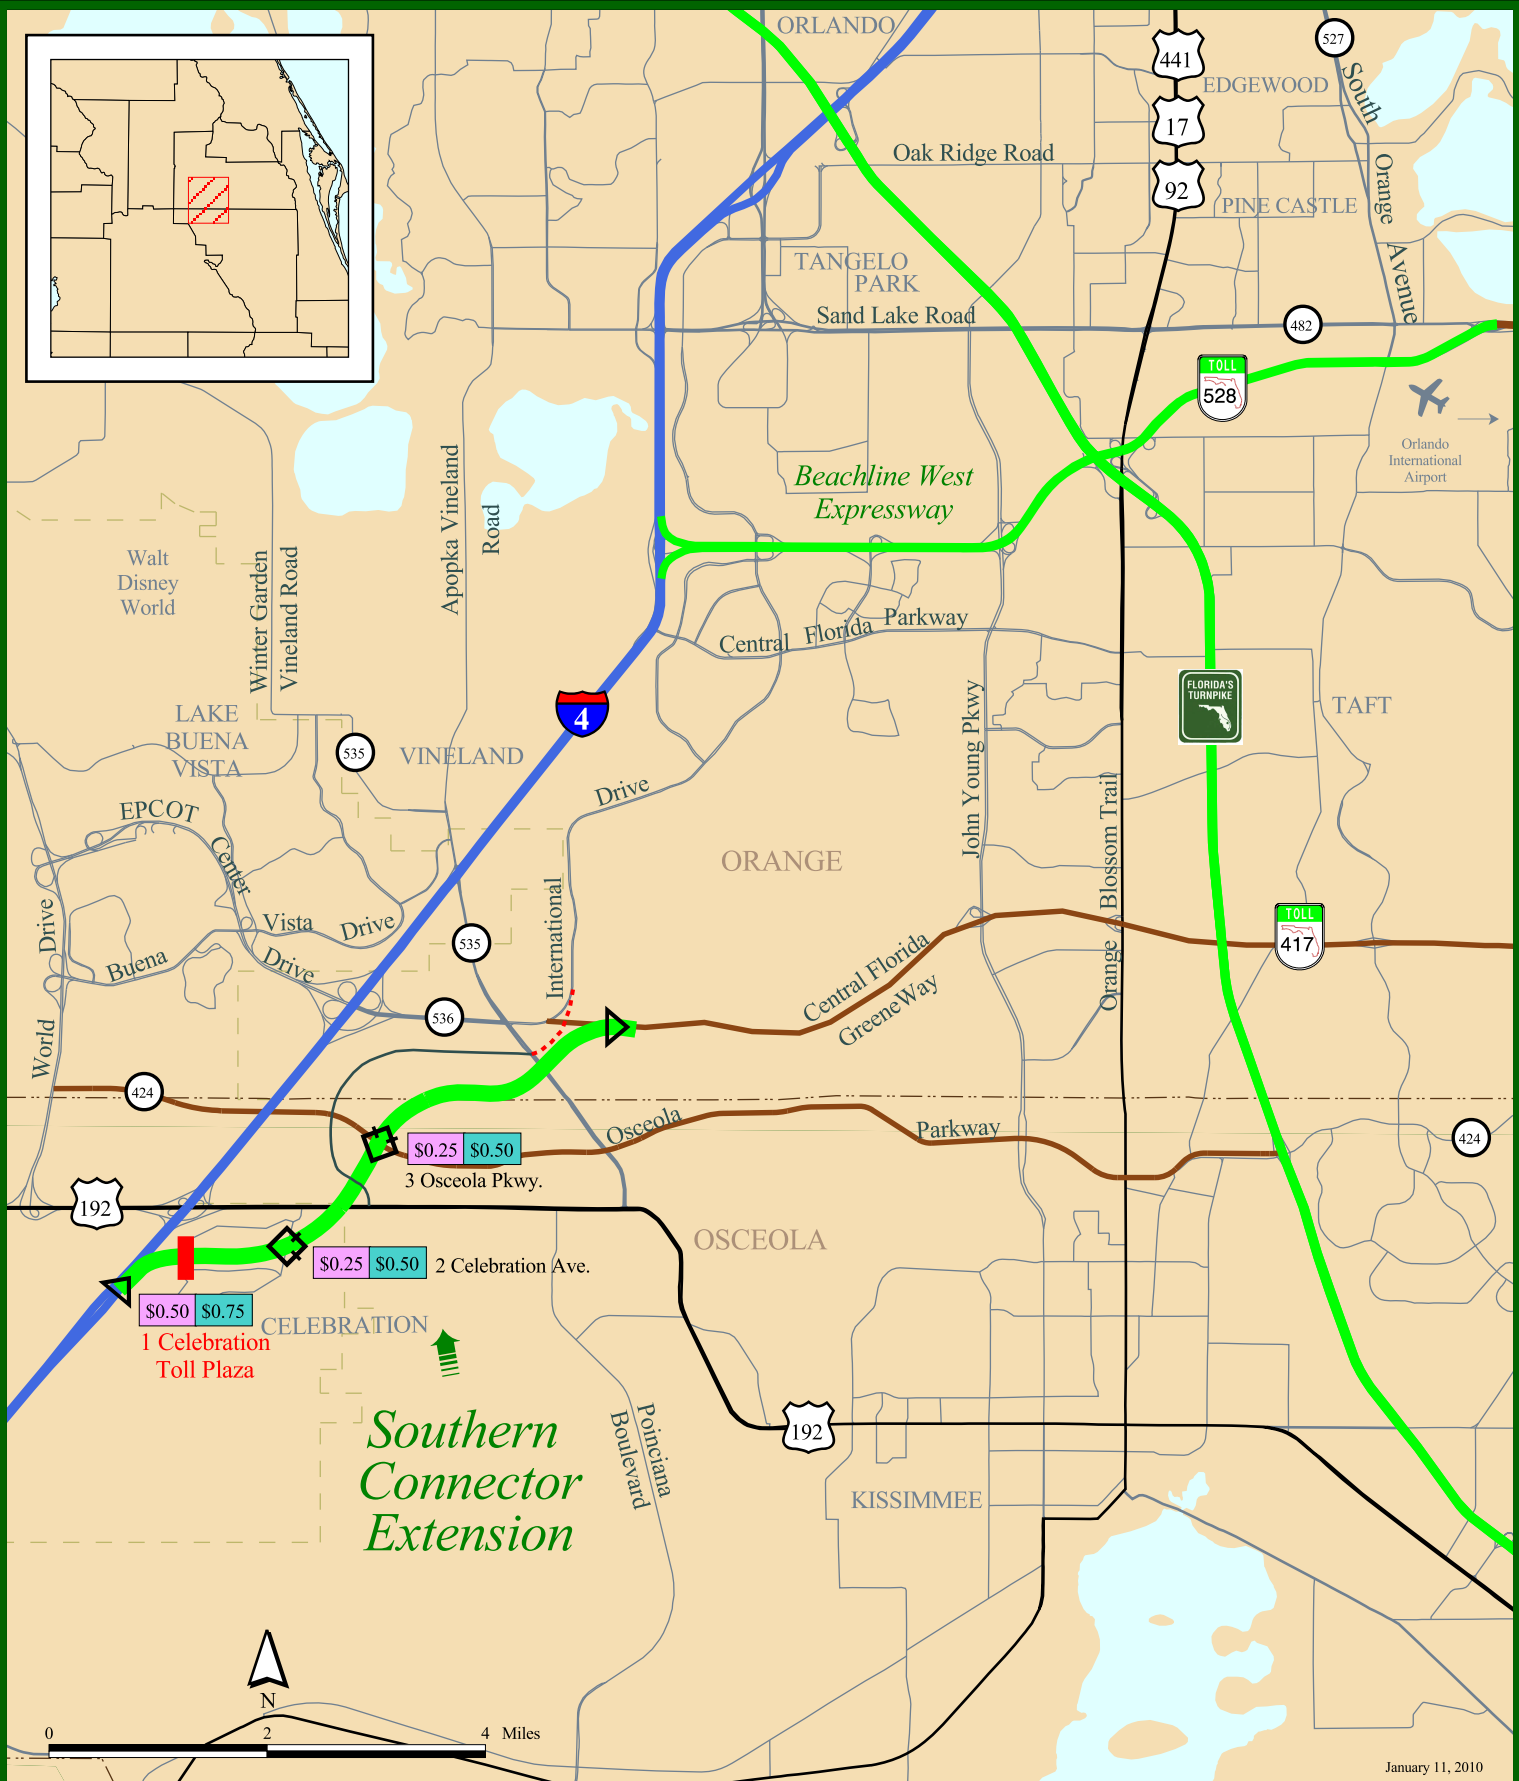 ORLANDO
441
527
EDGEWOOD
South
17
Oak Ridge Road
Orange
92
PINE CASTLE
Avenue
TANGELO
PARK
Sand Lake Road
482
TOLL
528
Orlando
International
Airport
Apopka Vineland
Road
Beachline West
Expressway
Walt
Disney
World
Winter Garden
Vineland Road
Central Florida Parkway
FLORIDA'S
TURNPIKE
4
LAKE
BUENA
VISTA
535
VINELAND
TAFT
John Young Pkwy
Drive
International
EPCOT
Center
Drive
ORANGE
Orange Blossom Trail
World Drive
Buena Vista Drive
535
TOLL
417
Central Florida
GreeneWay
536
424
Osceola Parkway
424
$0.25 $0.50
3 Osceola Pkwy.
192
OSCEOLA
$0.25 $0.50
2 Celebration Ave.
$0.50 $0.75
1 Celebration
Toll Plaza
CELEBRATION
Southern
Connector
Extension
Poinciana
Boulevard
192
KISSIMMEE
N
0 2 4 Miles
January 11, 2010